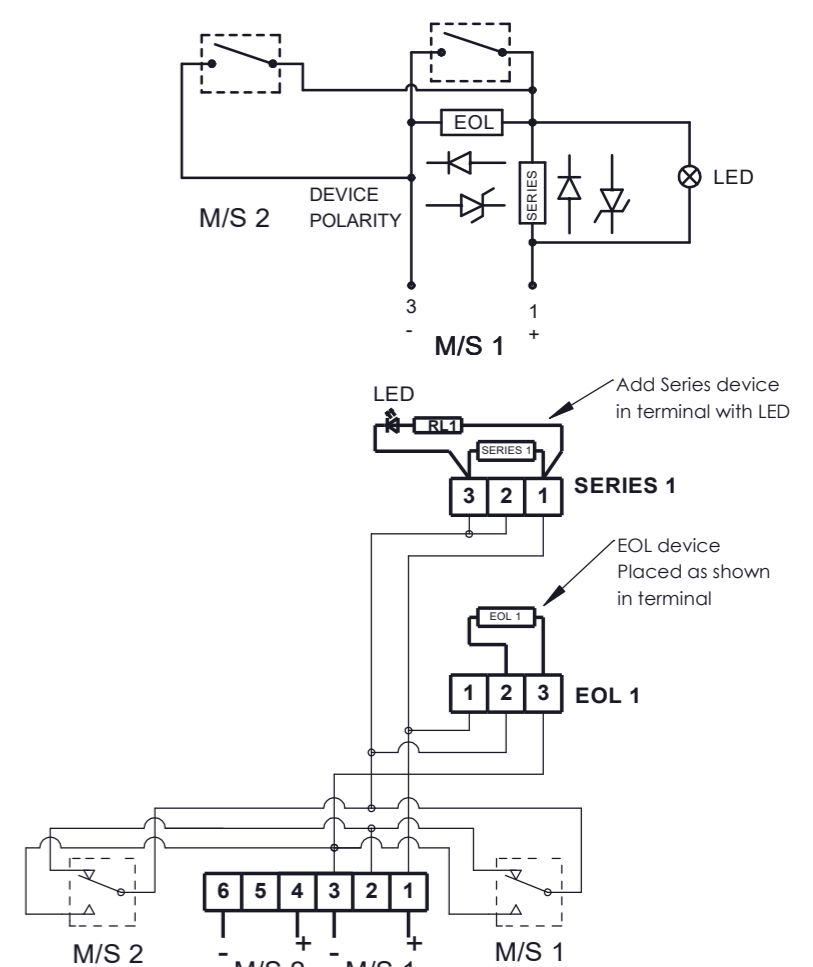 EOL
SERIES
LED
DEVICE
POLARITY
M/S 2
3
1
-
+
M/S 1
LED
Add Series device
in terminal with LED
RL1
SERIES 1
3 2 1
SERIES 1
EOL device
Placed as shown
in terminal
EOL 1
1 2 3
EOL 1
6 5 4 3 2 1
- + - +
M/S 2
M/S 1
M/S 2
M/S 1